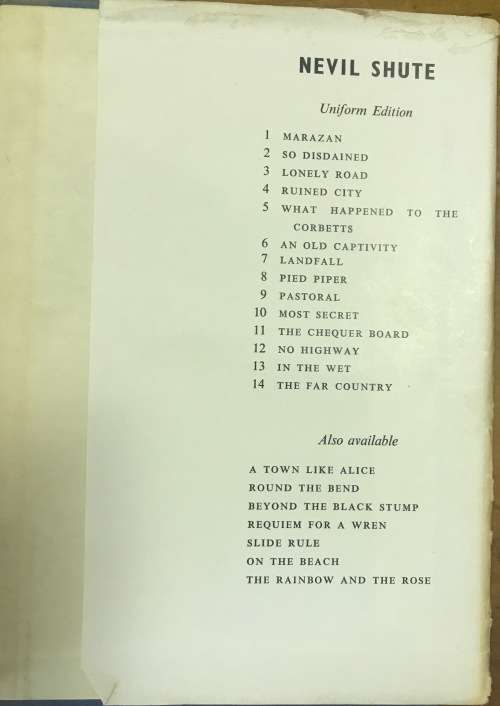 NEVIL SHUTE
Uniform Edition
1 MARAZAN
2 SO DISDAINED
3 LONELY ROAD
4 RUINED CITY
5 WHAT HAPPENED TO THE
CORBETTS
6 AN OLD CAPTIVITY
7 LANDFALL
8 PIED PIPER
9 PASTORAL
10 MOST SECRET
11 THE CHEQUER BOARD
12 NO HIGHWAY
13 IN THE WET
14 THE FAR COUNTRY
Also available
A TOWN LIKE ALICE
ROUND THE BEND
BEYOND THE BLACK STUMP
REQUIEM FOR A WREN
SLIDE RULE
ON THE BEACH
THE RAINBOW AND THE ROSE